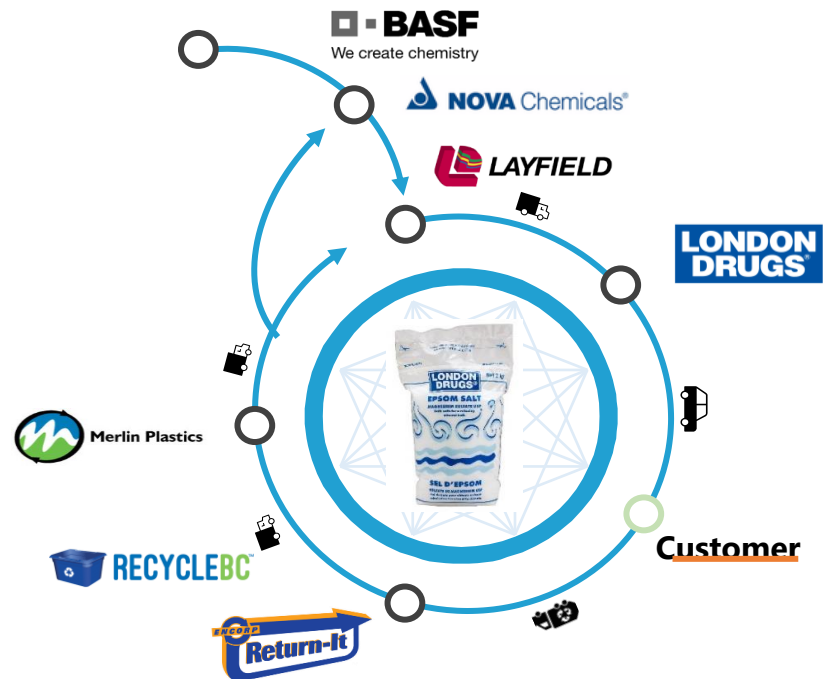 BASF
We create chemistry
NOVA Chemicals®
LAYFIELD
LONDON
DRUGS®
LONDON
DRUGS
EPSOM SALT
SEL D'EPSOM
Merlin Plastics
Customer
RECYCLEBC™
ENCORP
Return-It